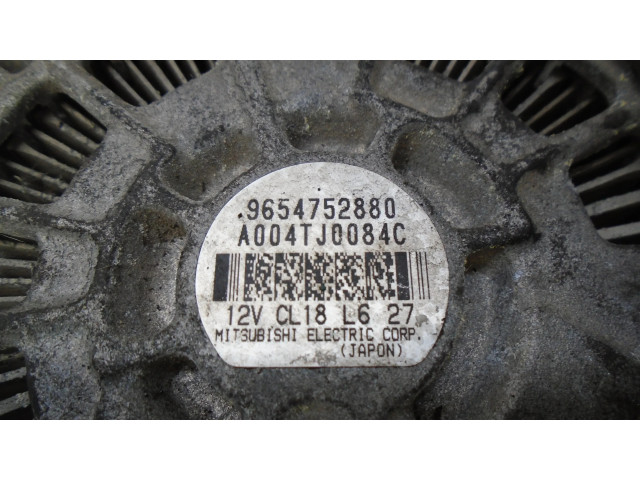 .9654752880
A004TJ0084C
12V CL18 L6 27
MITSUBISHI ELECTRIC CORP.
(JAPON)